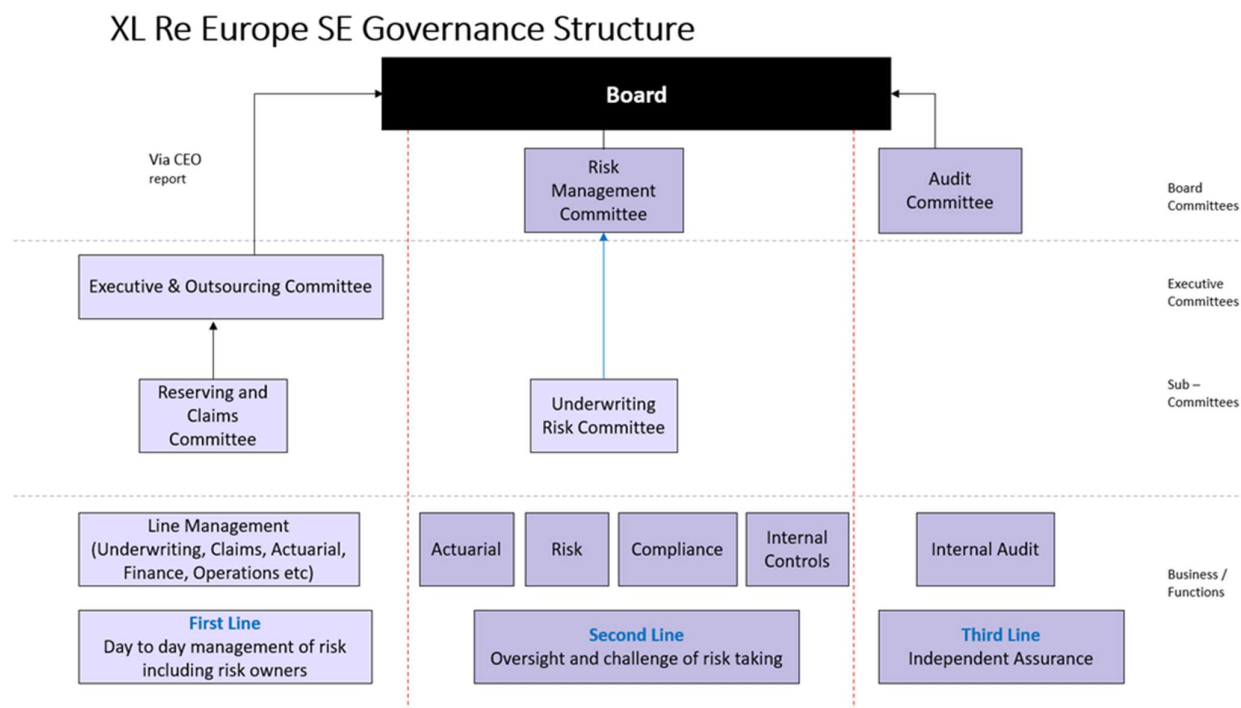 XL Re Europe SE Governance Structure
Board
Via CEO
report
Risk
Management
Committee
Audit
Committee
Board
Committees
Executive & Outsourcing Committee
Executive
Committees
Reserving and
Claims
Committee
Underwriting
Risk Committee
Sub –
Committees
Line Management
(Underwriting, Claims, Actuarial,
Finance, Operations etc)
Actuarial
Risk
Compliance
Internal
Controls
Internal Audit
Business /
Functions
First Line
Day to day management of risk
including risk owners
Second Line
Oversight and challenge of risk taking
Third Line
Independent Assurance